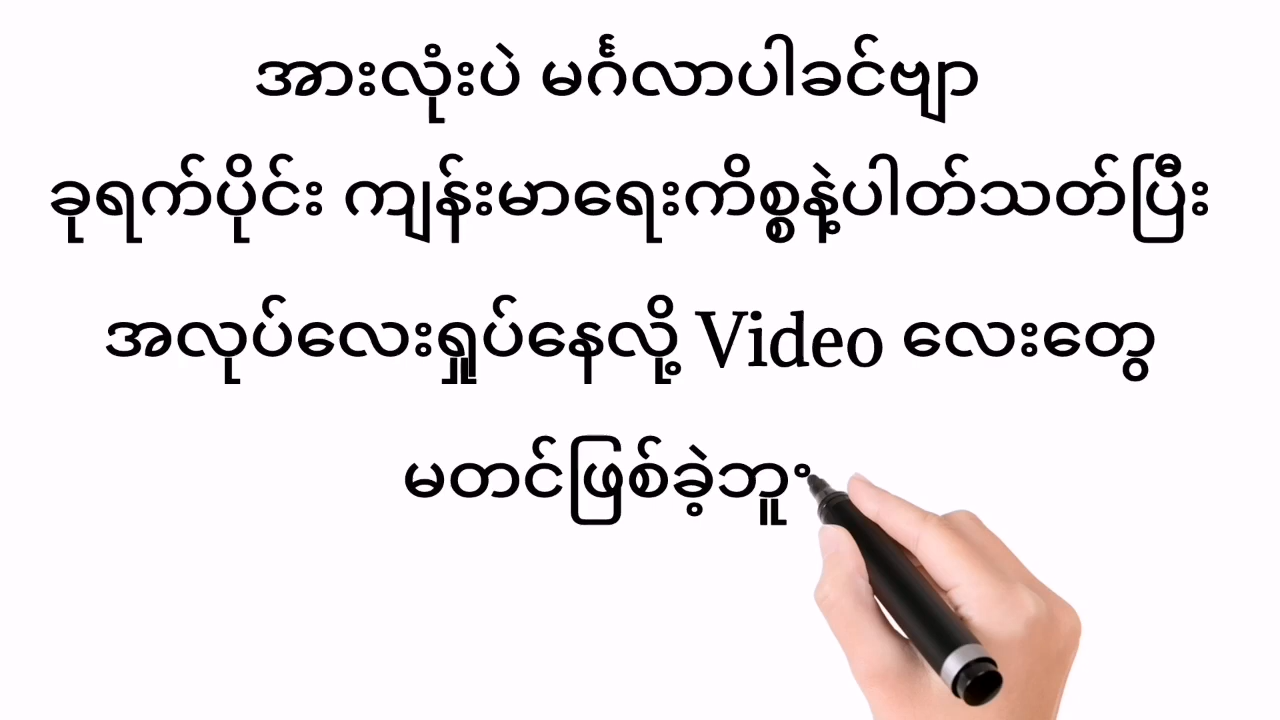 အားလုံးပဲ မင်္ဂလာပါခင်ဗျာ
ခုရက်ပိုင်း ကျန်းမာရေးကိစ္စနဲ့ပါတ်သတ်ပြီး
အလုပ်လေးရှုပ်နေလို့ Video လေးတွေ
မတင်ဖြစ်ခဲ့ဘူး